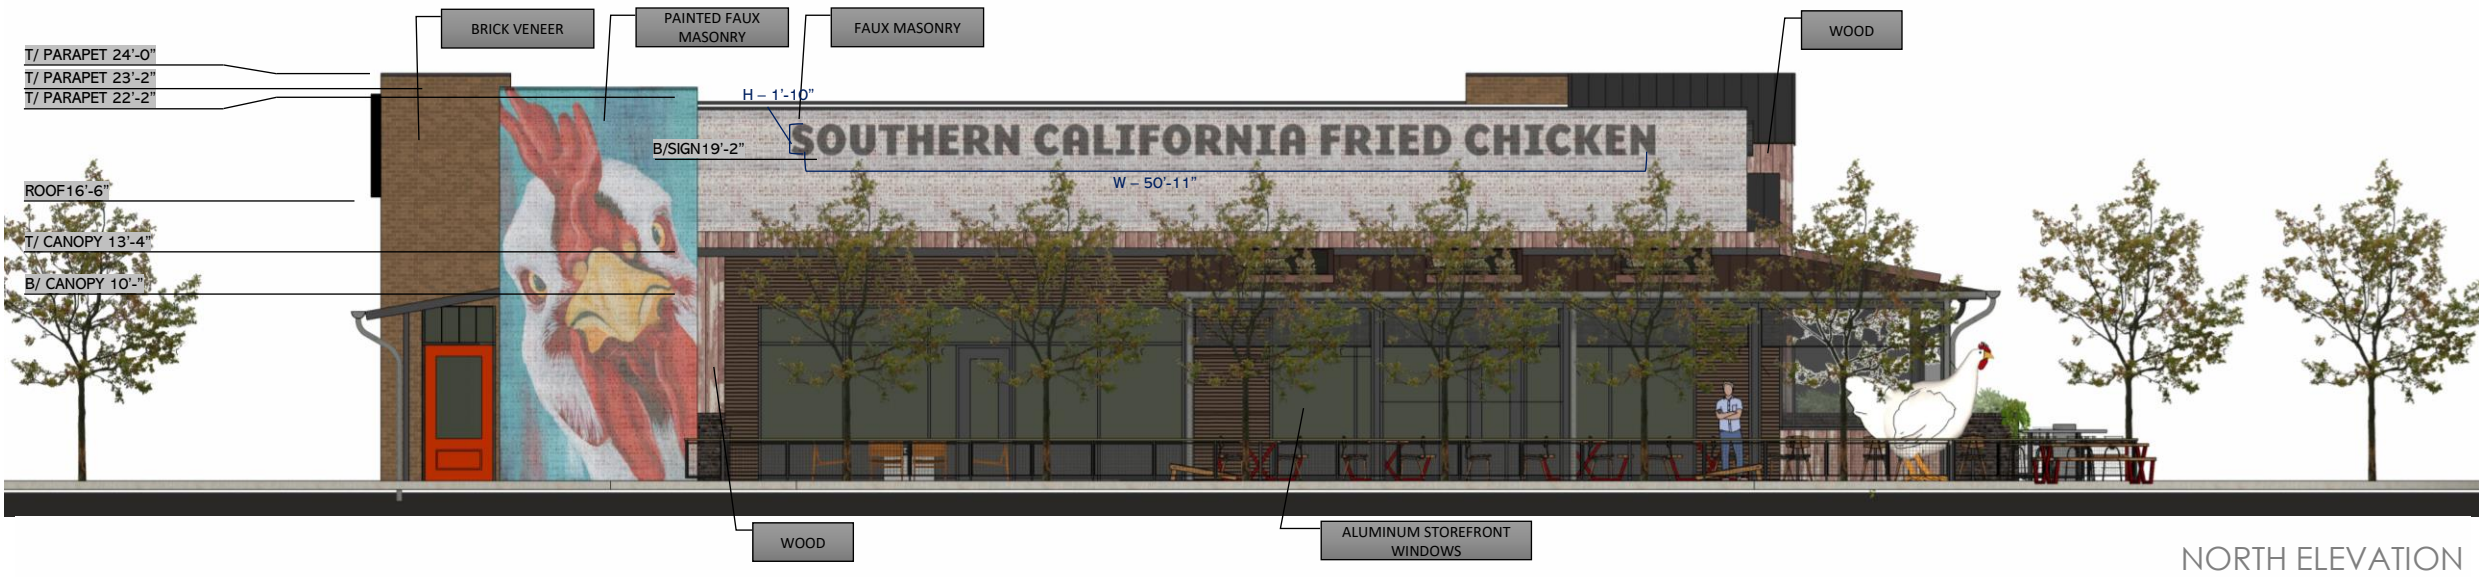 BRICK VENEER
PAINTED FAUX
MASONRY
FAUX MASONRY
WOOD
T/ PARAPET 24'-0"
T/ PARAPET 23'-2"
T/ PARAPET 22'-2"
H – 1'-10"
SOUTHERN CALIFORNIA FRIED CHICKEN
B/SIGN19'-2"
W – 50'-11"
ROOF16'-6"
T/ CANOPY 13'-4"
B/ CANOPY 10'-"
WOOD
ALUMINUM STOREFRONT
WINDOWS
NORTH ELEVATION